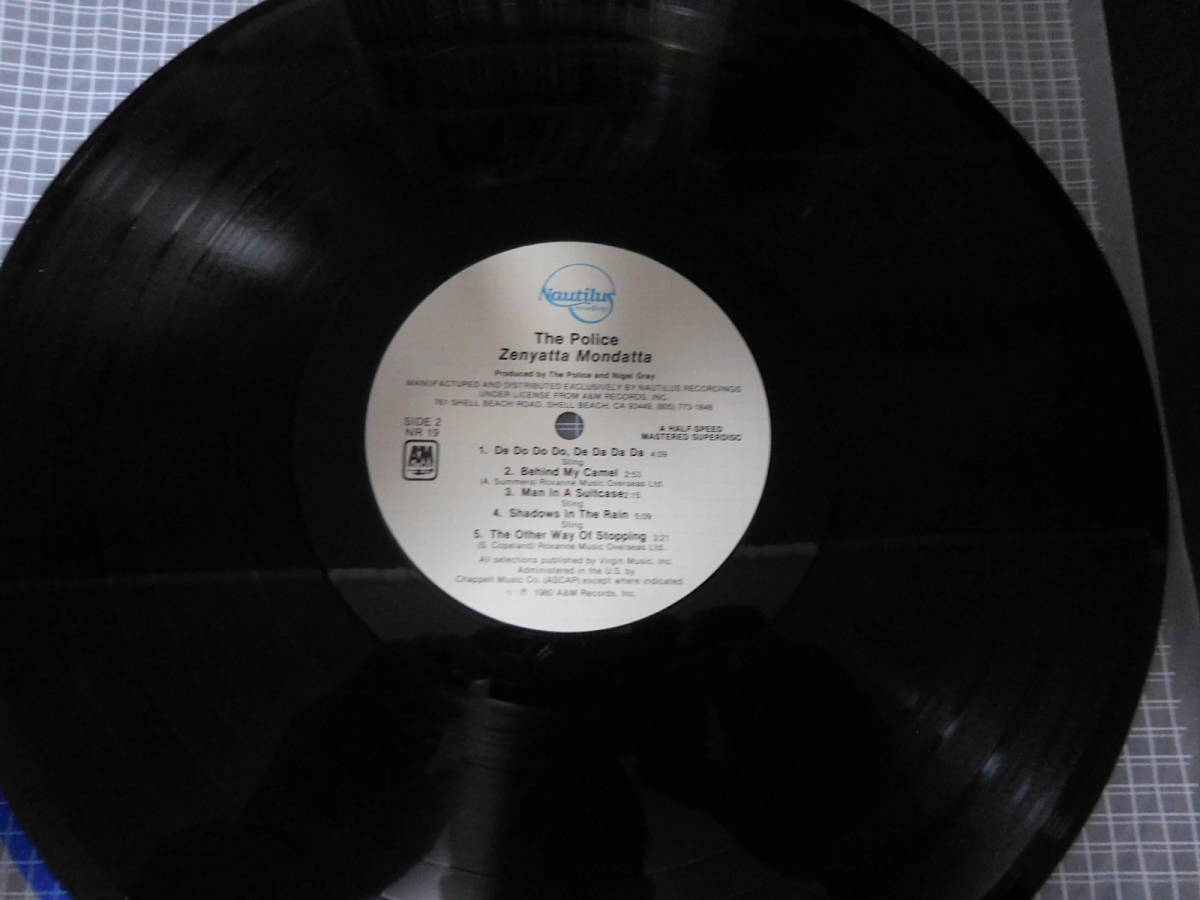 Nautilus
The Police
Zenyatta Mondatta
Produced by The Police and Nigel Gray
MANUFACTURED AND DISTRIBUTED EXCLUSIVELY BY NAUTILUS RECORDINGS
UNDER LICENSE FROM A&M RECORDS, INC.
761 SHELL BEACH ROAD, SHELL BEACH, CA 93449, (805) 773-1848
SIDE 2
NR 19
A HALF-SPEED
MASTERED SUPERDISC
A&M
1. De Do Do Do, De Da Da Da 4:09
Sting
2. Behind My Camel 2:53
(A. Summers) Roxanne Music Overseas Ltd.
3. Man In A Suitcase 2:15
Sting
4. Shadows In The Rain 5:09
Sting
5. The Other Way Of Stopping 3:21
(S. Copeland) Roxanne Music Overseas Ltd.
All selections published by Virgin Music, Inc.
Administered in the U.S. by
Chappell Music Co. (ASCAP) except where indicated.
℗ 1980 A&M Records, Inc.